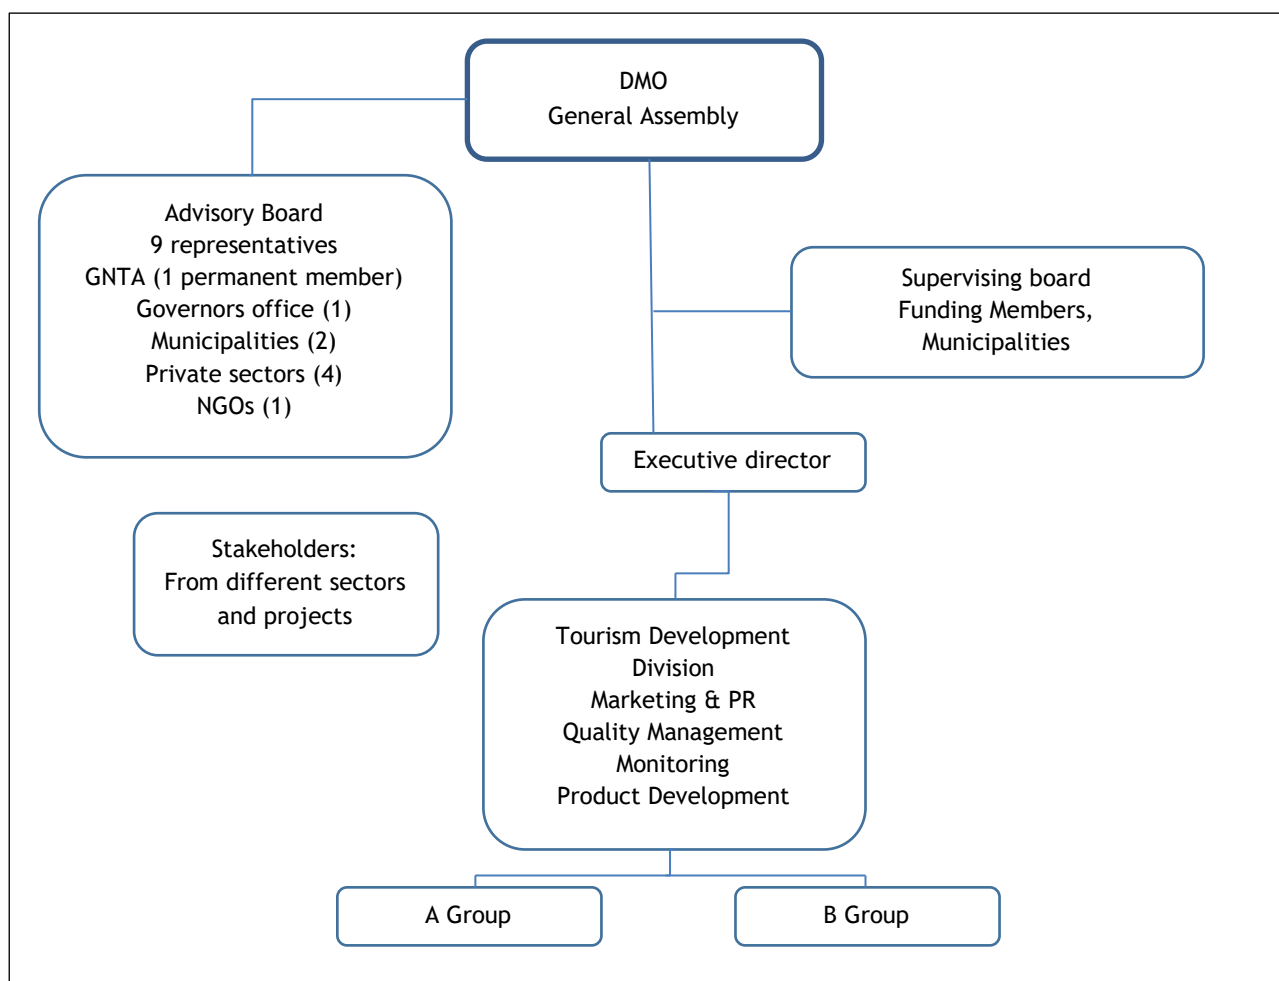 DMO
General Assembly
Advisory Board
9 representatives
GNTA (1 permanent member)
Governors office (1)
Municipalities (2)
Private sectors (4)
NGOs (1)
Supervising board
Funding Members,
Municipalities
Executive director
Stakeholders:
From different sectors
and projects
Tourism Development
Division
Marketing & PR
Quality Management
Monitoring
Product Development
A Group
B Group